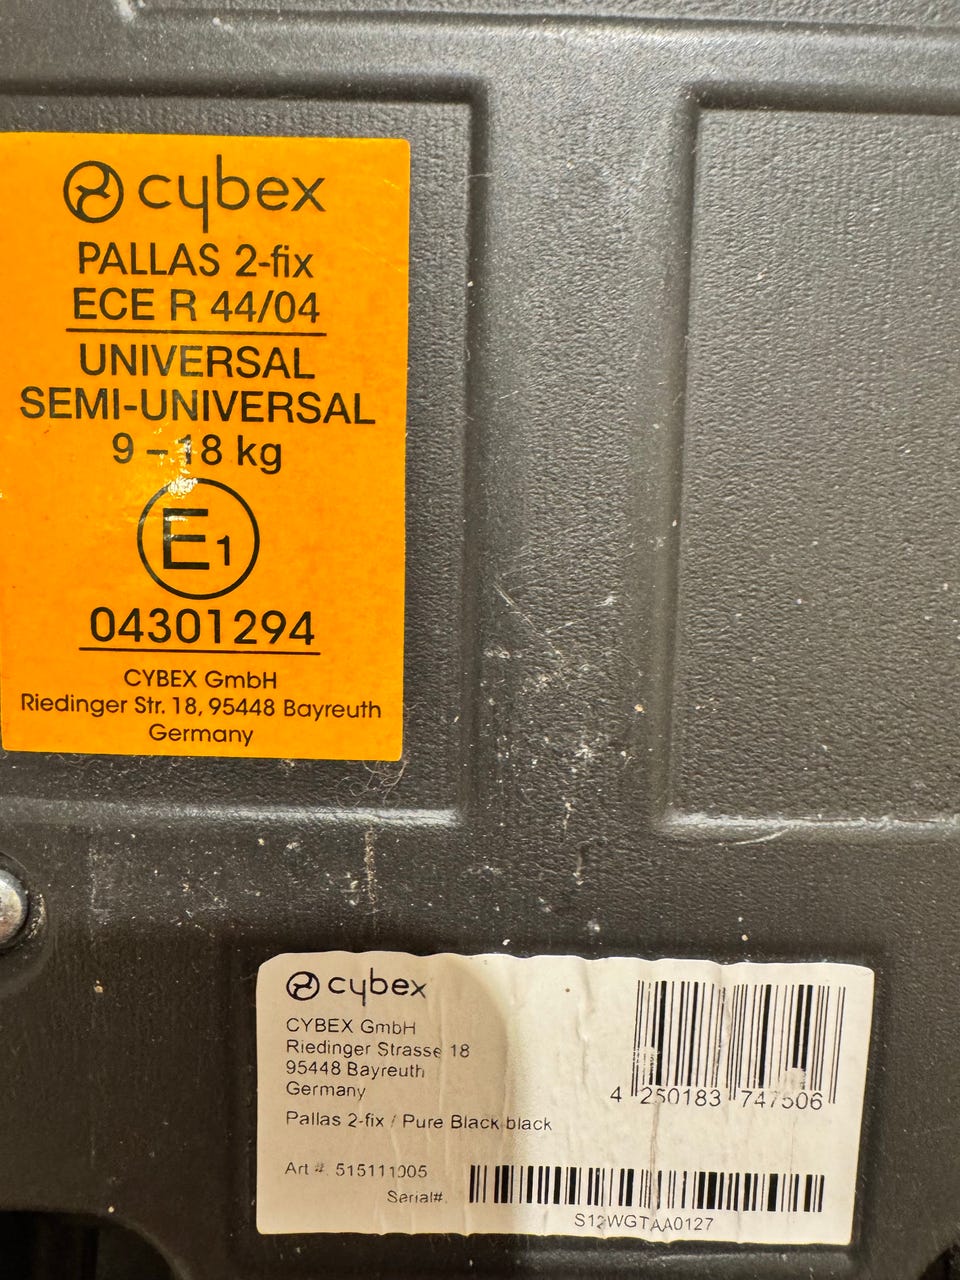 cybex
PALLAS 2-fix
ECE R 44/04
UNIVERSAL
SEMI-UNIVERSAL
9 – 18 kg
E1
04301294
CYBEX GmbH
Riedinger Str. 18, 95448 Bayreuth
Germany
cybex
CYBEX GmbH
Riedinger Strasse 18
95448 Bayreuth
Germany
4 250183 747506
Pallas 2-fix / Pure Black-black
Art #. 515111005
Serial#.
S12WGTAA0127